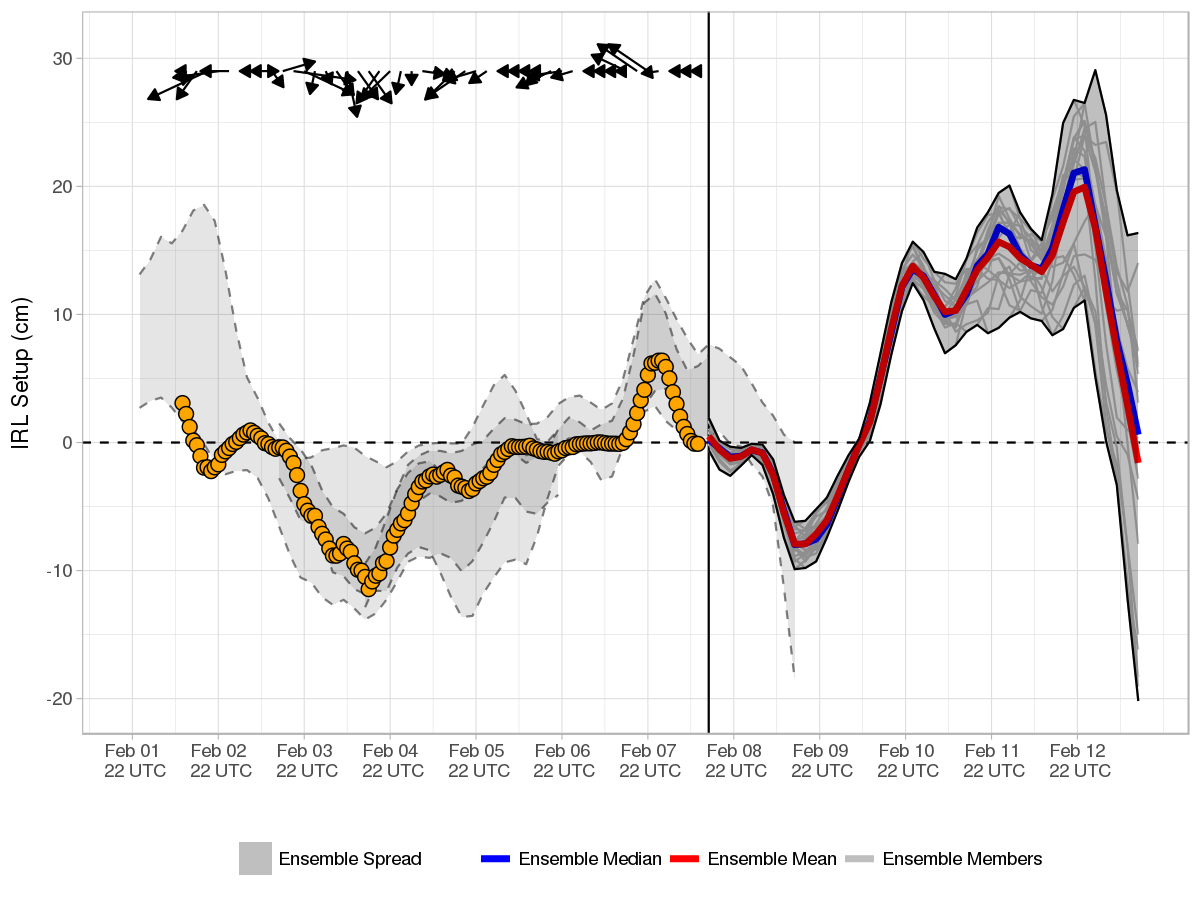 IRL Setup (cm)
30
20
10
0
-10
-20
Feb 01 Feb 02 Feb 03 Feb 04 Feb 05 Feb 06 Feb 07 Feb 08 Feb 09 Feb 10 Feb 11 Feb 12
22 UTC 22 UTC 22 UTC 22 UTC 22 UTC 22 UTC 22 UTC 22 UTC 22 UTC 22 UTC 22 UTC 22 UTC
Ensemble Spread Ensemble Median Ensemble Mean Ensemble Members